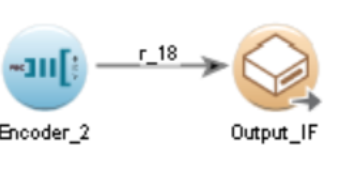 r_18
Encoder_2
Output_IF